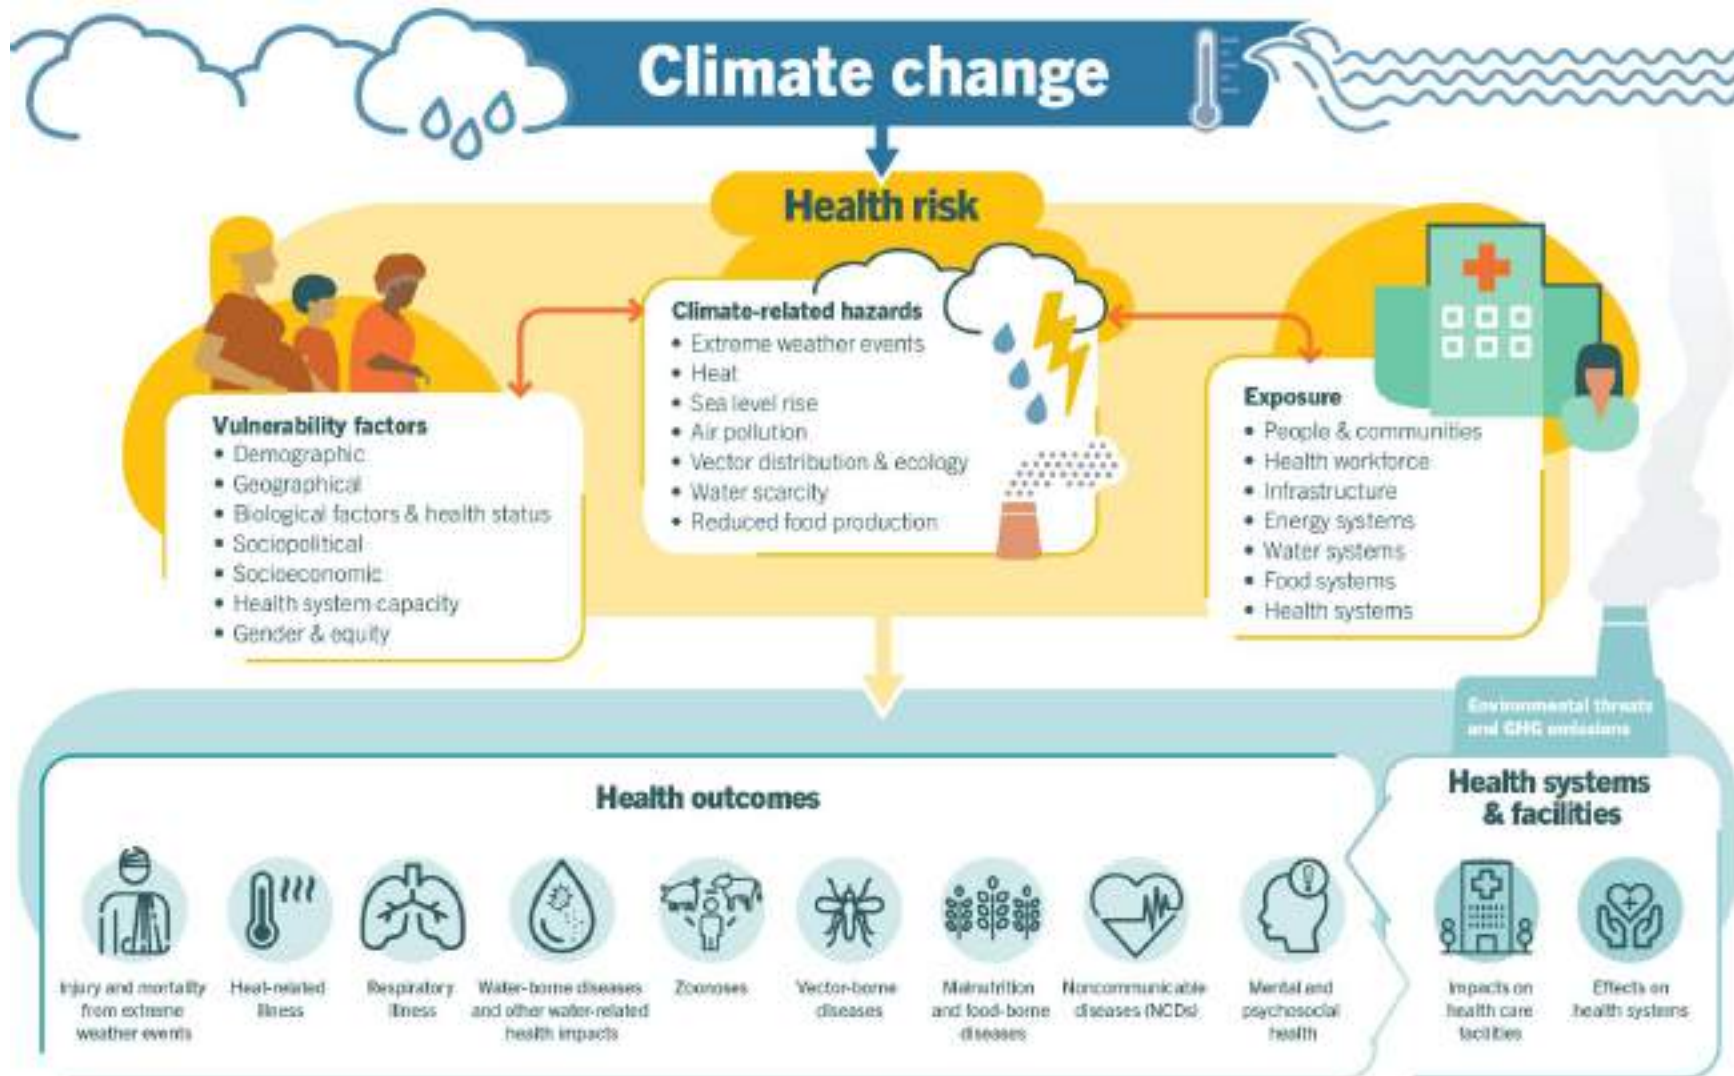 Climate change
Health risk
Climate-related hazards
• Extreme weather events
• Heat
• Sea level rise
• Air pollution
• Vector distribution & ecology
• Water scarcity
• Reduced food production
Vulnerability factors
• Demographic
• Geographical
• Biological factors & health status
• Sociopolitical
• Socioeconomic
• Health system capacity
• Gender & equity
Exposure
• People & communities
• Health workforce
• Infrastructure
• Energy systems
• Water systems
• Food systems
• Health systems
Environmental threats
and GHG emissions
Health outcomes
Injury and mortality
from extreme
weather events
Heat-related
illness
Respiratory
illness
Water-borne diseases
and other water-related
health impacts
Zoonoses
Vector-borne
diseases
Malnutrition
and food-borne
diseases
Noncommunicable
diseases (NCDs)
Mental and
psychosocial
health
Health systems
& facilities
Impacts on
health care
facilities
Effects on
health systems